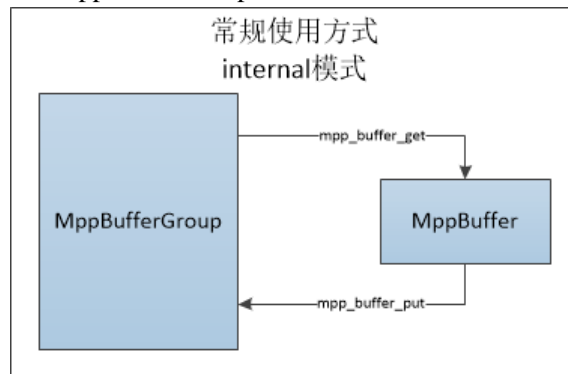 常规使用方式
internal模式
mpp_buffer_get
MppBufferGroup
MppBuffer
mpp_buffer_put